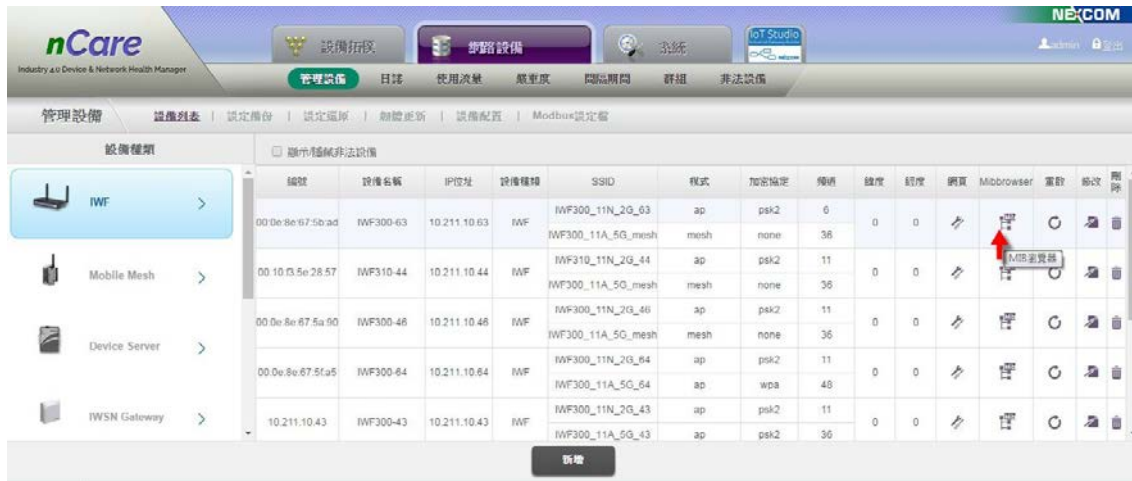 NEXCOM
nCare
Industry 4.0 Device & Network Health Manager
設備拓樸 網路設備 系統 IoT Studio
admin 登出
管理設備 日誌 使用流量 嚴重度 間隔期間 群組 非法設備
管理設備 設備列表 | 設定備份 | 設定還原 | 韌體更新 | 設備配置 | Modbus設定檔
設備種類
顯示/隱藏非法設備
編號 設備名稱 IP位址 設備種類 SSID 模式 加密協定 頻道 緯度 經度 網頁 Mibbrowser 重啟 修改 刪除
IWF
Mobile Mesh
Device Server
IWSN Gateway
00:0e:8e:67:5b:ad IWF300-63 10.211.10.63 IWF IWF300_11N_2G_63 ap psk2 6 0 0
IWF300_11A_5G_mesh mesh none 36
MIB瀏覽器
00:10:f3:5e:28:57 IWF310-44 10.211.10.44 IWF IWF310_11N_2G_44 ap psk2 11 0 0
IWF300_11A_5G_mesh mesh none 36
00:0e:8e:67:5a:90 IWF300-46 10.211.10.46 IWF IWF300_11N_2G_46 ap psk2 11 0 0
IWF300_11A_5G_mesh mesh none 36
00:0e:8e:67:5f:a5 IWF300-64 10.211.10.64 IWF IWF300_11N_2G_64 ap psk2 11 0 0
IWF300_11A_5G_64 ap wpa 48
10.211.10.43 IWF300-43 10.211.10.43 IWF IWF300_11N_2G_43 ap psk2 11 0 0
IWF300_11A_5G_43 ap psk2 36
新增